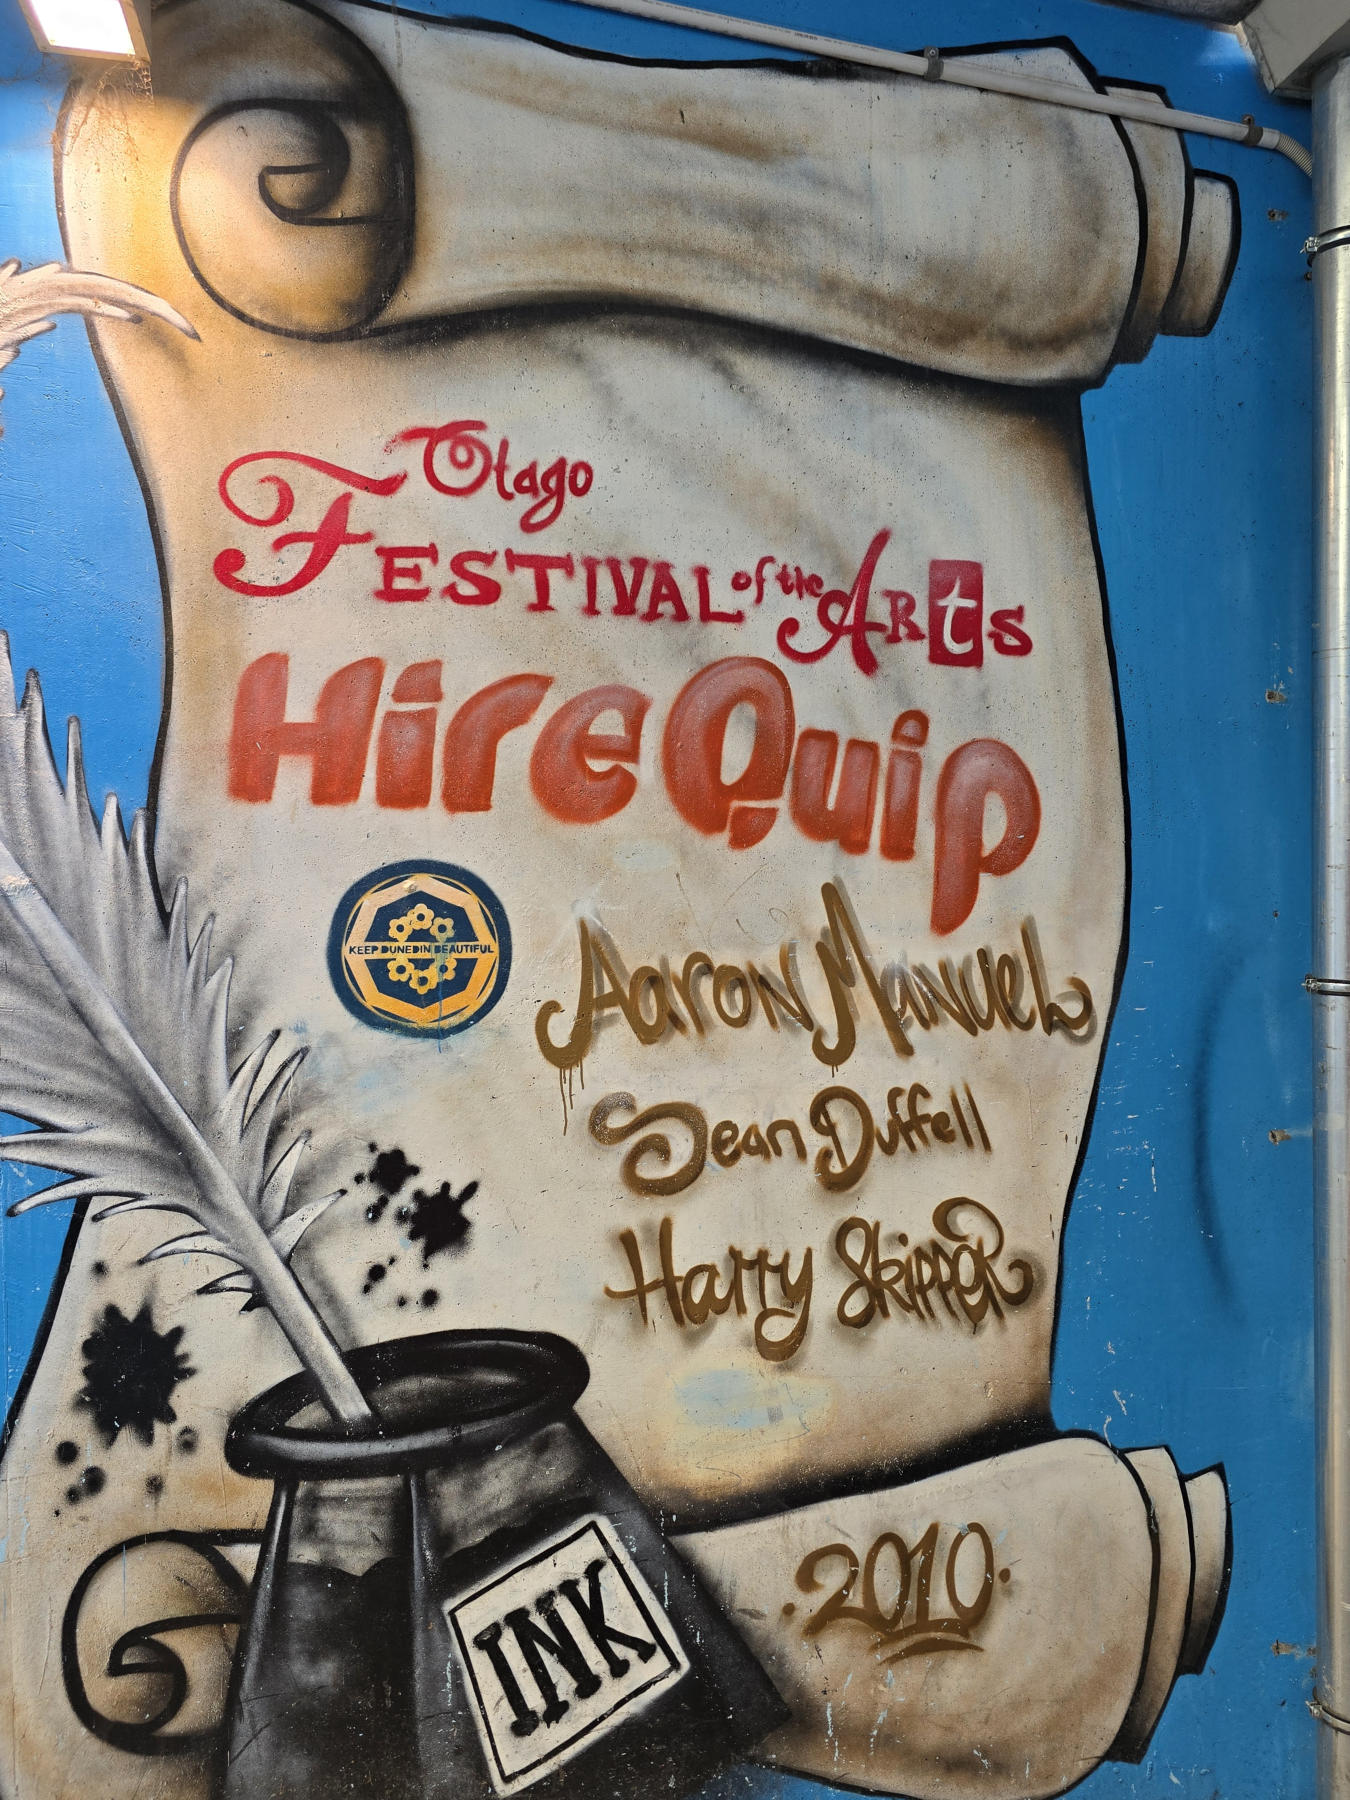 Otago
FESTIVAL of the ARtS
HireQuip
KEEP DUNEDIN BEAUTIFUL
Aaron Manuel
Sean Duffell
Harry SkippeR
2010
INK